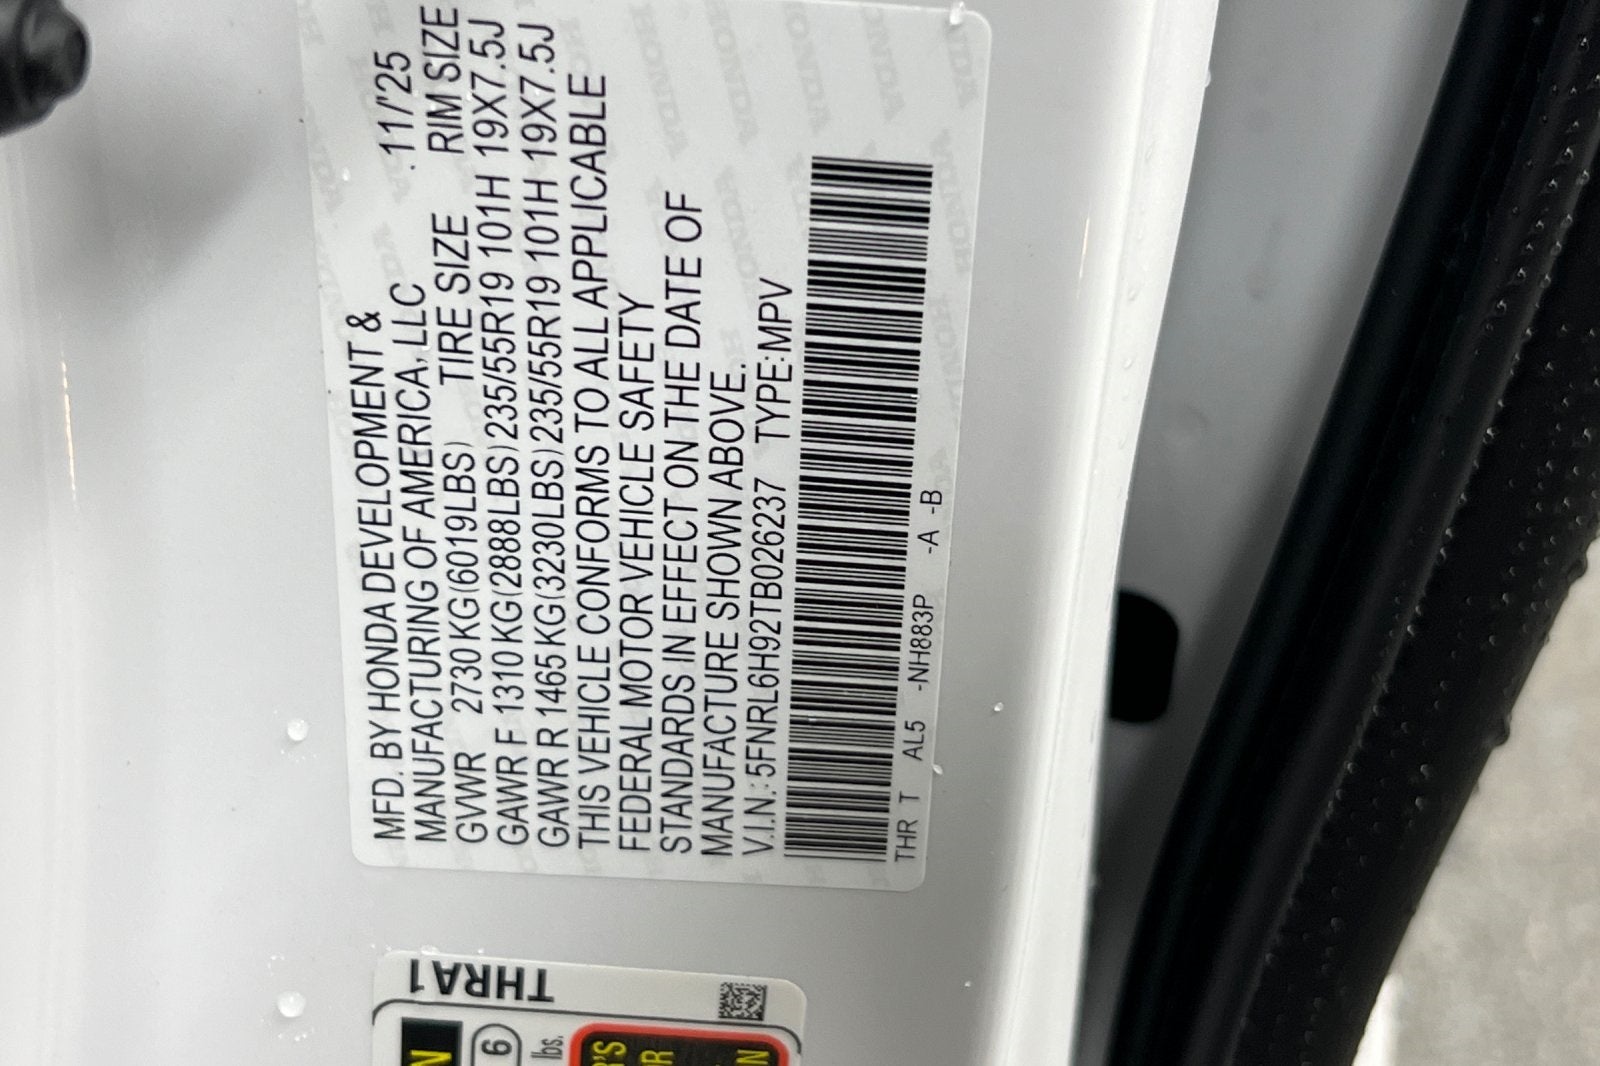 MFD. BY HONDA DEVELOPMENT &
MANUFACTURING OF AMERICA, LLC 11/'25
GVWR 2730 KG(6019LBS) TIRE SIZE RIM SIZE
GAWR F 1310 KG(2888LBS) 235/55R19 101H 19X7.5J
GAWR R 1465 KG(3230LBS) 235/55R19 101H 19X7.5J
THIS VEHICLE CONFORMS TO ALL APPLICABLE
FEDERAL MOTOR VEHICLE SAFETY
STANDARDS IN EFFECT ON THE DATE OF
MANUFACTURE SHOWN ABOVE.
V.I.N.:5FNRL6H92TB026237 TYPE:MPV
THR T AL5 -NH883P -A -B
THRA1
6
lbs.